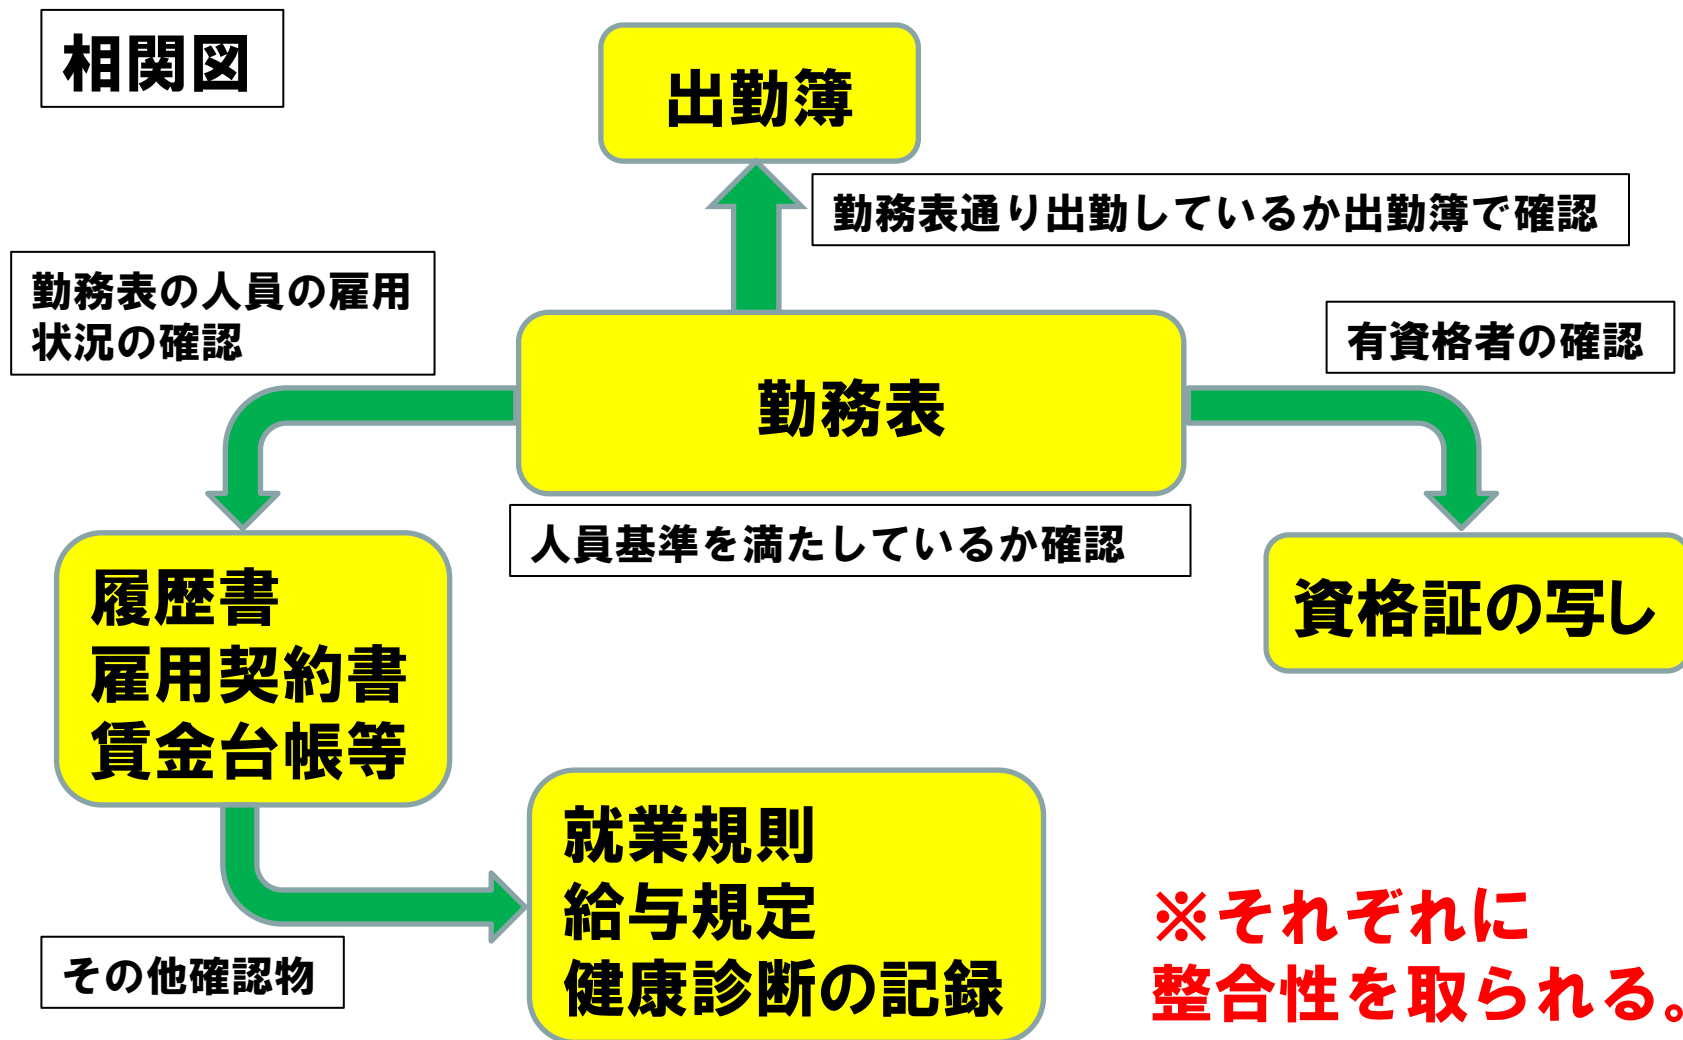 相関図
出勤簿
勤務表通り出勤しているか出勤簿で確認
勤務表の人員の雇用
状況の確認
有資格者の確認
勤務表
人員基準を満たしているか確認
履歴書
雇用契約書
賃金台帳等
資格証の写し
就業規則
給与規定
健康診断の記録
その他確認物
※それぞれに
整合性を取られる。